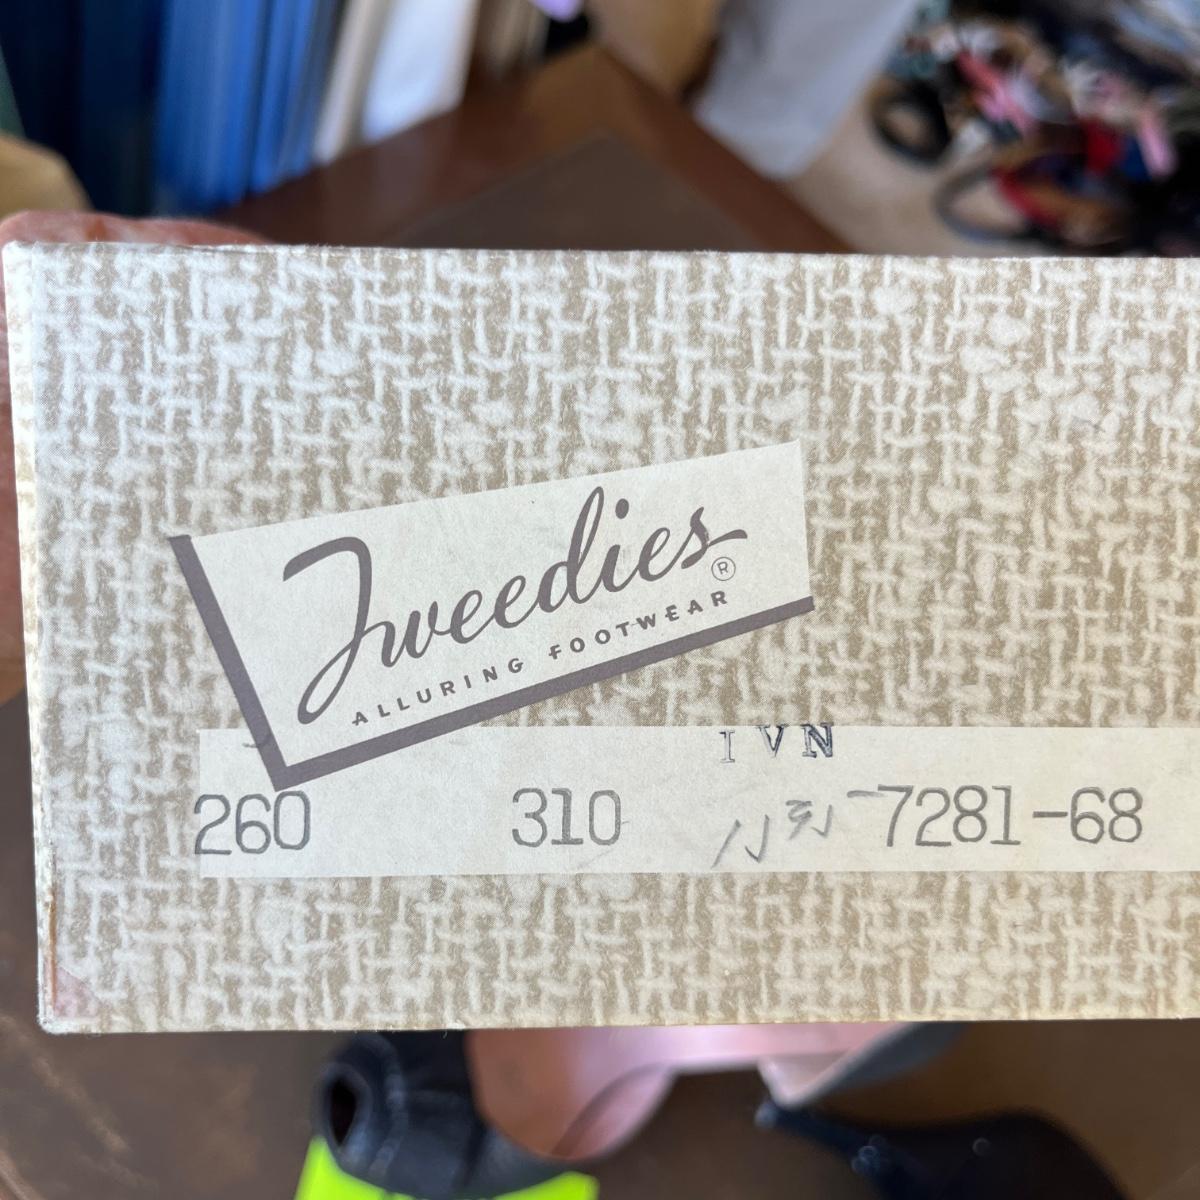 Tweedies®
ALLURING FOOTWEAR
IVN
260 310 -7281-68